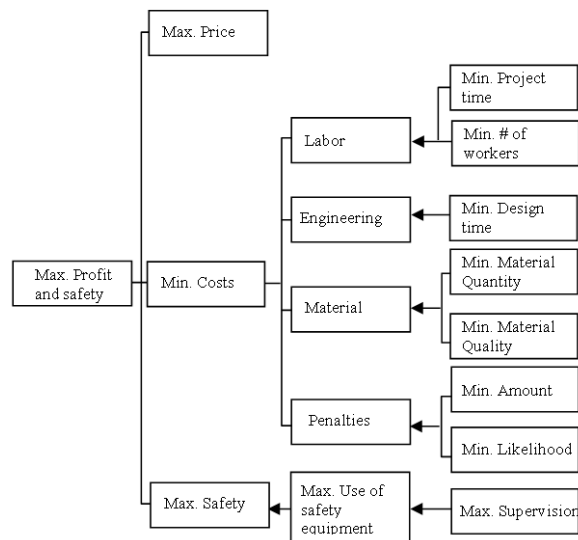 Max. Price
Min. Project
time
Labor
Min. # of
workers
Engineering
Min. Design
time
Max. Profit
and safety
Min. Costs
Min. Material
Quantity
Material
Min. Material
Quality
Min. Amount
Penalties
Min. Likelihood
Max. Safety
Max. Use of
safety
equipment
Max. Supervision